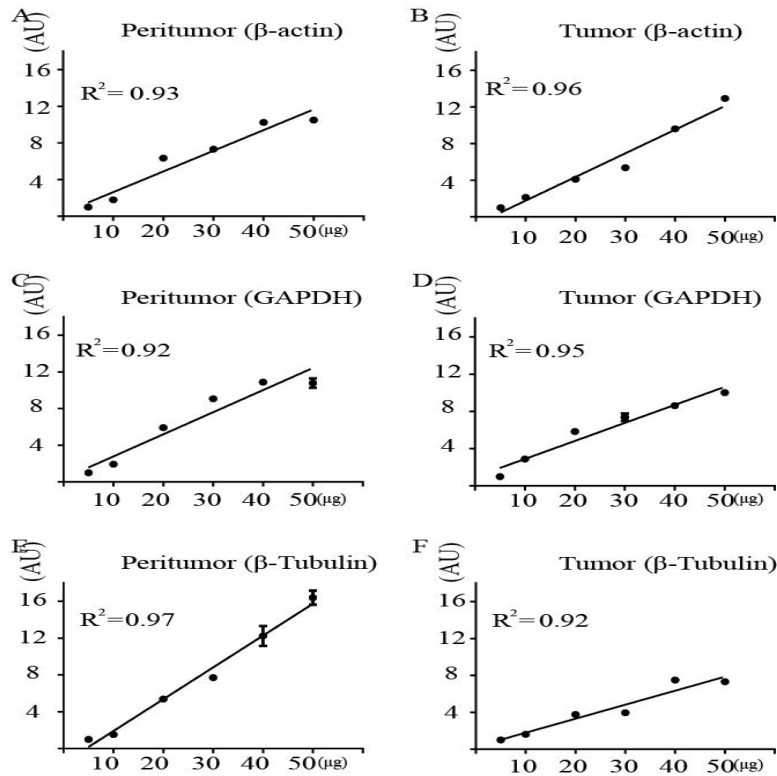 A
(AU)
Peritumor (β-actin)
R²= 0.93
16
12
8
4
10 20 30 40 50(μg)
B
(AU)
Tumor (β-actin)
R²= 0.96
16
12
8
4
10 20 30 40 50(μg)
C
(AU)
Peritumor (GAPDH)
R²=0.92
16
12
8
4
10 20 30 40 50(μg)
D
(AU)
Tumor (GAPDH)
R²=0.95
16
12
8
4
10 20 30 40 50(μg)
E
(AU)
Peritumor (β-Tubulin)
R²=0.97
16
12
8
4
10 20 30 40 50(μg)
F
(AU)
Tumor (β-Tubulin)
R²=0.92
16
12
8
4
10 20 30 40 50(μg)